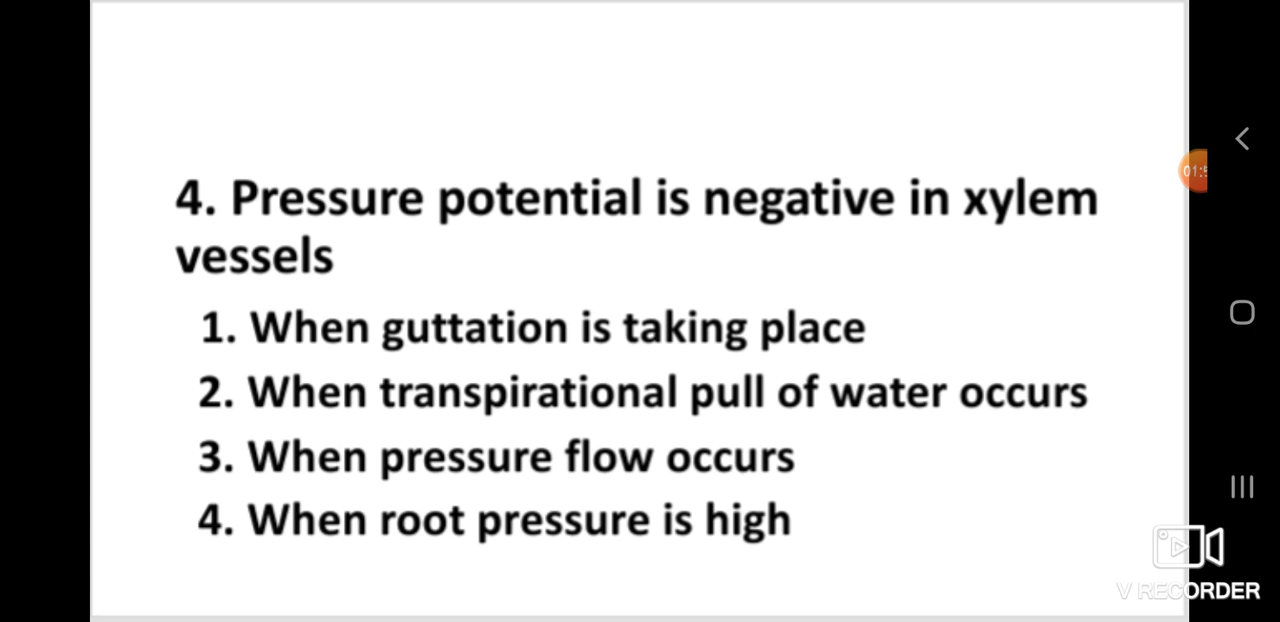 4. Pressure potential is negative in xylem
vessels
1. When guttation is taking place
2. When transpirational pull of water occurs
3. When pressure flow occurs
4. When root pressure is high
V RECORDER